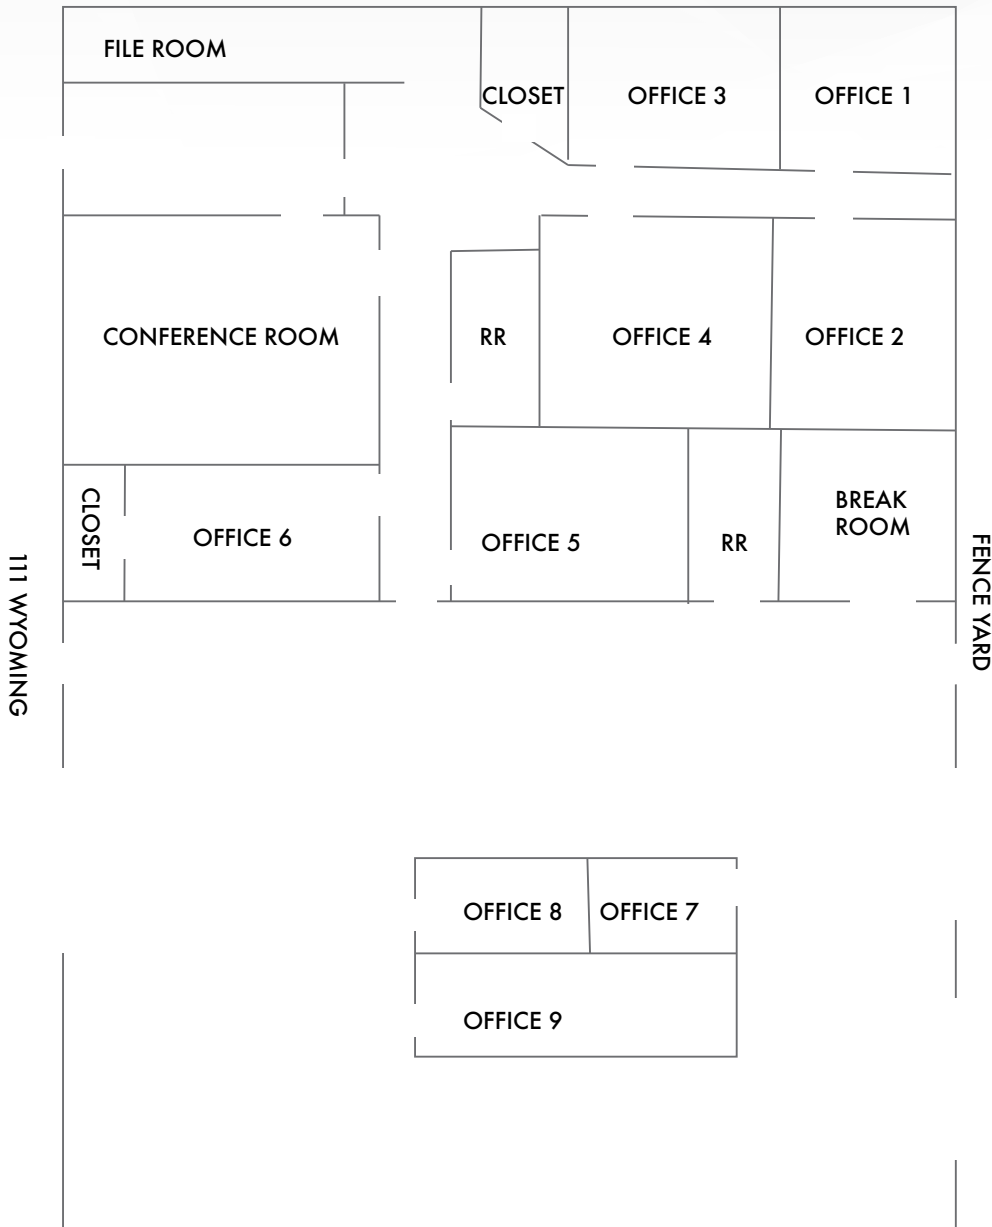 FILE ROOM
CLOSET
OFFICE 3
OFFICE 1
CONFERENCE ROOM
RR
OFFICE 4
OFFICE 2
CLOSET
OFFICE 6
OFFICE 5
RR
BREAK
ROOM
111 WYOMING
FENCE YARD
OFFICE 8
OFFICE 7
OFFICE 9